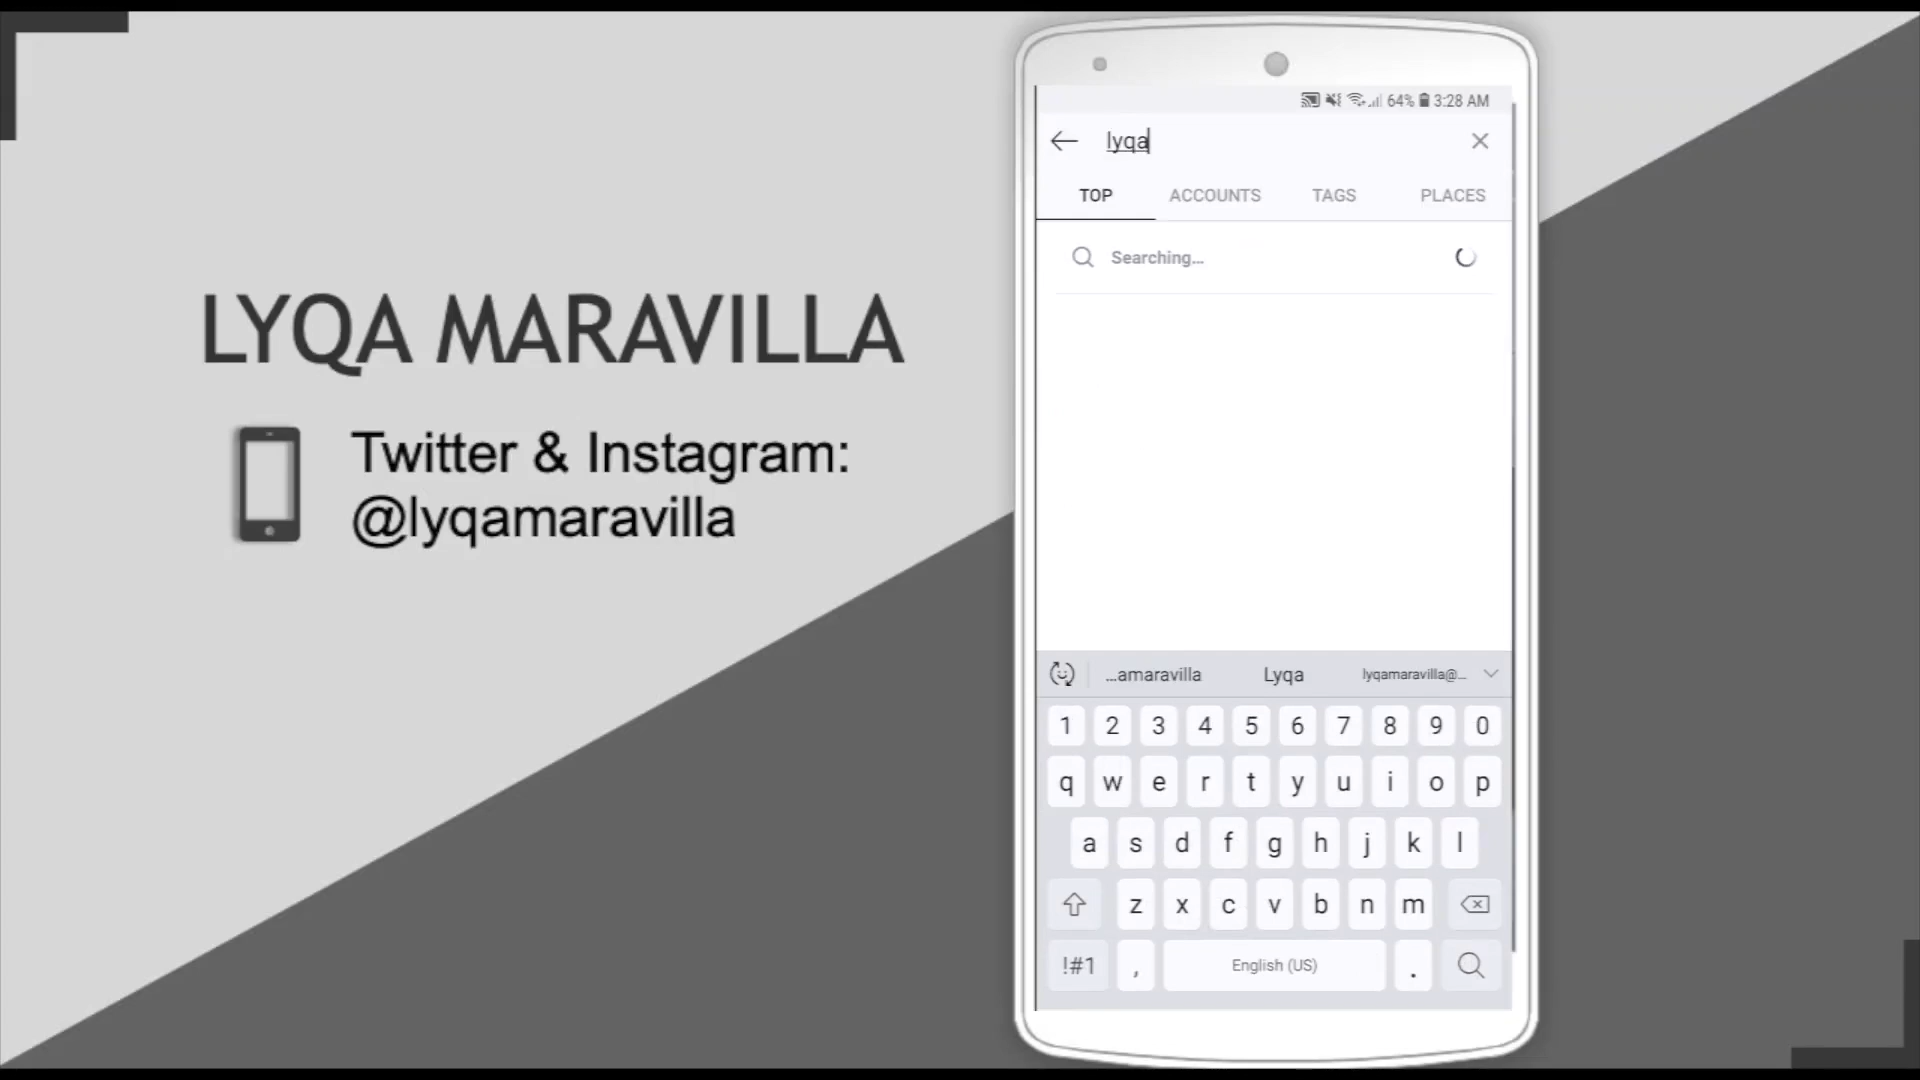 LYQA MARAVILLA
Twitter & Instagram:
@lyqamaravilla
64% 3:28 AM
lyqa
TOP ACCOUNTS TAGS PLACES
Searching...
...amaravilla Lyqa lyqamaravilla@...
1 2 3 4 5 6 7 8 9 0
q w e r t y u i o p
a s d f g h j k l
z x c v b n m
!#1 , English (US) .